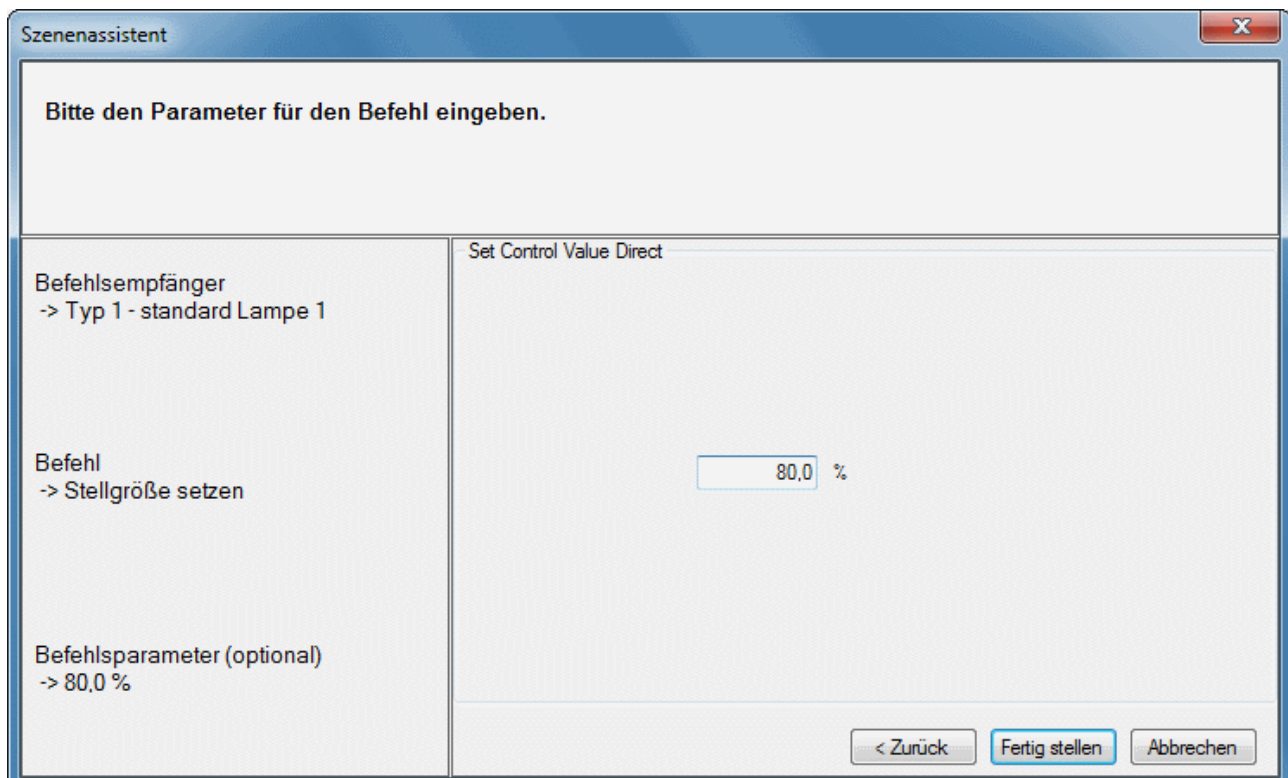 Szenenassistent
Bitte den Parameter für den Befehl eingeben.
Befehlsempfänger
-> Typ 1 - standard Lampe 1
Befehl
-> Stellgröße setzen
Befehlsparameter (optional)
-> 80,0 %
Set Control Value Direct
80,0 %
< Zurück
Fertig stellen
Abbrechen